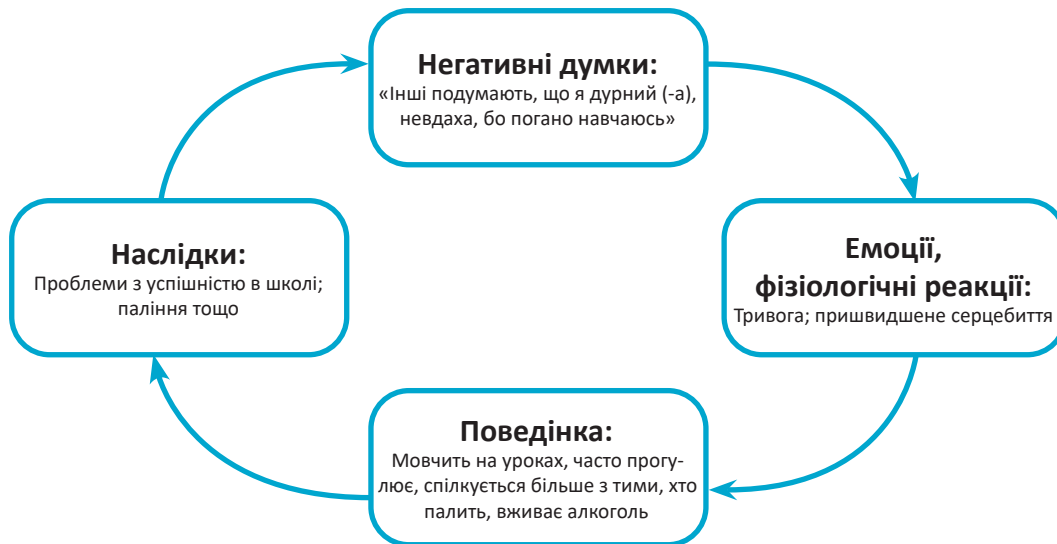 Негативні думки:
«Інші подумають, що я дурний (-а),
невдаха, бо погано навчаюсь»
Емоції,
фізіологічні реакції:
Тривога; пришвидшене серцебиття
Поведінка:
Мовчить на уроках, часто прогу-
лює, спілкується більше з тими, хто
палить, вживає алкоголь
Наслідки:
Проблеми з успішністю в школі;
паління тощо